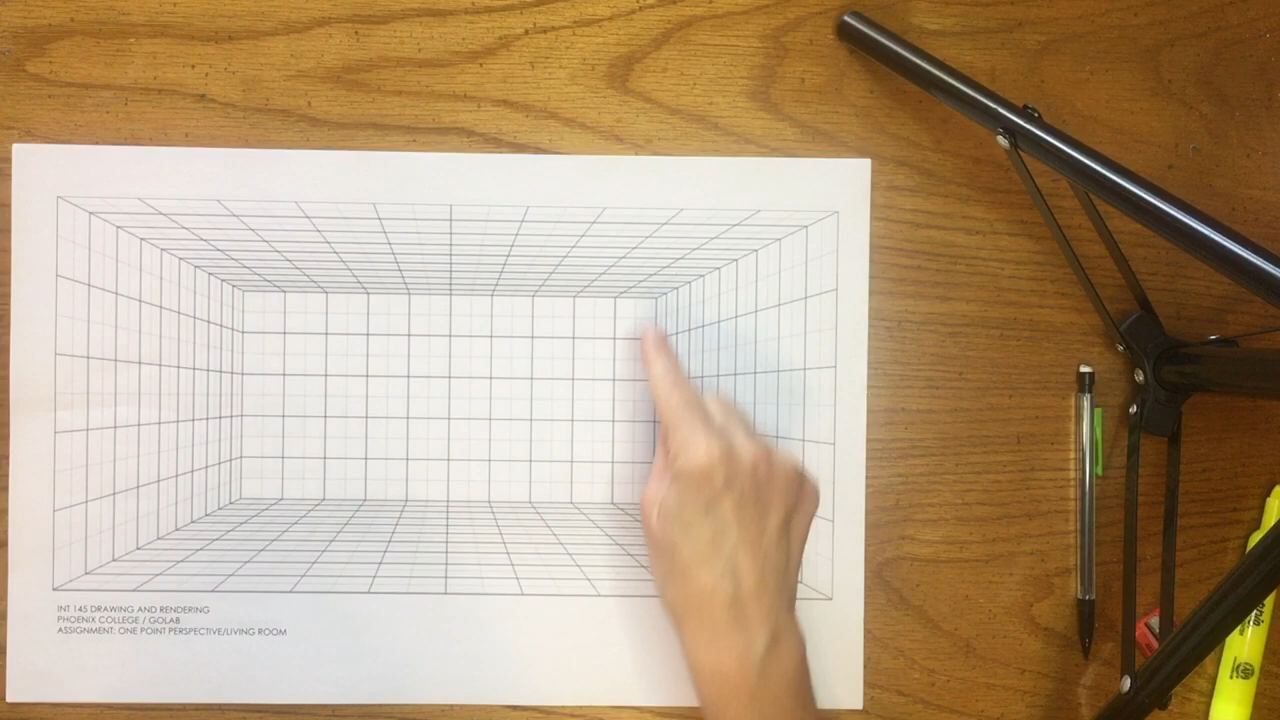 INT 145 DRAWING AND RENDERING
PHOENIX COLLEGE / GOLAB
ASSIGNMENT: ONE POINT PERSPECTIVE/LIVING ROOM